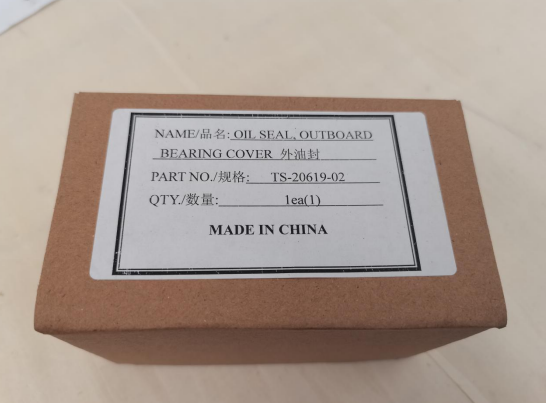 NAME/品名: OIL SEAL, OUTBOARD
BEARING COVER 外油封
PART NO./规格: TS-20619-02
QTY./数量: 1ea(1)
MADE IN CHINA